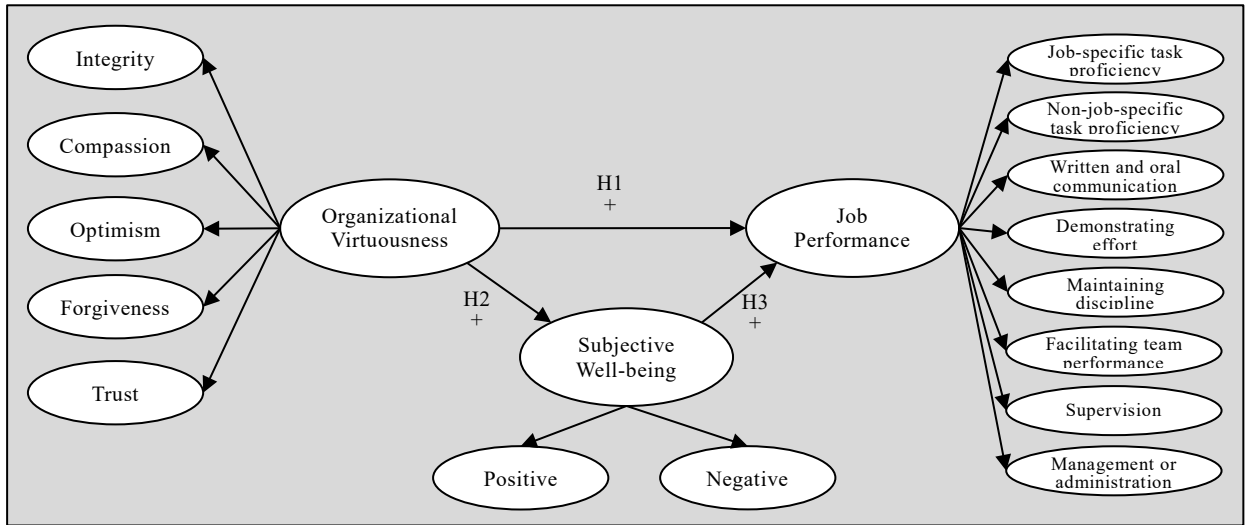 Integrity
Compassion
Optimism
Forgiveness
Trust
Organizational
Virtuousness
H1
+
H2
+
H3
+
Subjective
Well-being
Positive
Negative
Job
Performance
Job-specific task
proficiency
Non-job-specific
task proficiency
Written and oral
communication
Demonstrating
effort
Maintaining
discipline
Facilitating team
performance
Supervision
Management or
administration